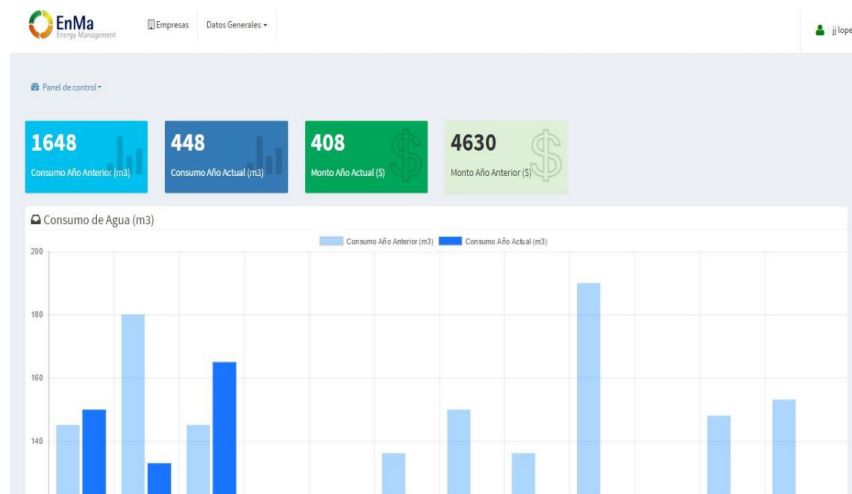 EnMa
Energy Management
Empresas
Datos Generales
jj lope
Panel de control
1648
Consumo Año Anterior (m3)
448
Consumo Año Actual (m3)
408
Monto Año Actual ($)
4630
Monto Año Anterior ($)
Consumo de Agua (m3)
Consumo Año Anterior (m3)
Consumo Año Actual (m3)
200
180
160
140